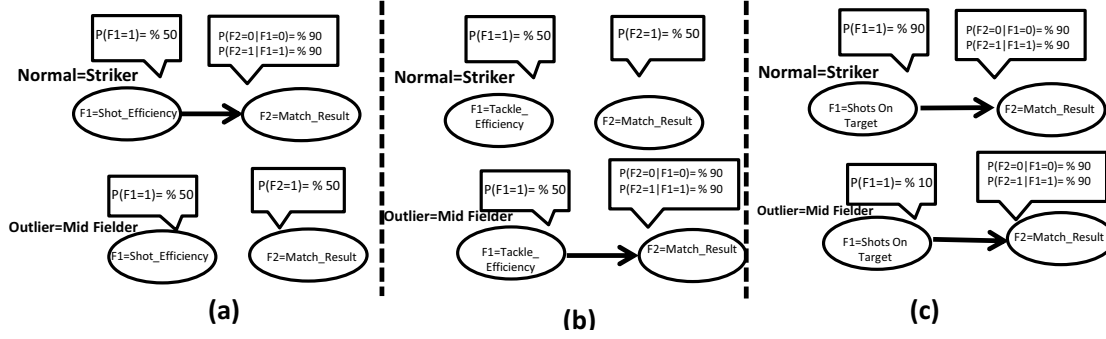 P(F1=1)= % 50
P(F2=0|F1=0)= % 90
P(F2=1|F1=1)= % 90
Normal=Striker
F1=Shot_Efficiency
F2=Match_Result
P(F1=1)= % 50
P(F2=1)= % 50
Outlier=Mid Fielder
F1=Shot_Efficiency
F2=Match_Result
(a)
P(F1=1)= % 50
P(F2=1)= % 50
Normal=Striker
F1=Tackle_
Efficiency
F2=Match_Result
P(F1=1)= % 50
P(F2=0|F1=0)= % 90
P(F2=1|F1=1)= % 90
Outlier=Mid Fielder
F1=Tackle_
Efficiency
F2=Match_Result
(b)
P(F1=1)= % 90
P(F2=0|F1=0)= % 90
P(F2=1|F1=1)= % 90
Normal=Striker
F1=Shots On
Target
F2=Match_Result
P(F1=1)= % 10
P(F2=0|F1=0)= % 90
P(F2=1|F1=1)= % 90
Outlier=Mid Fielder
F1=Shots On
Target
F2=Match_Result
(c)